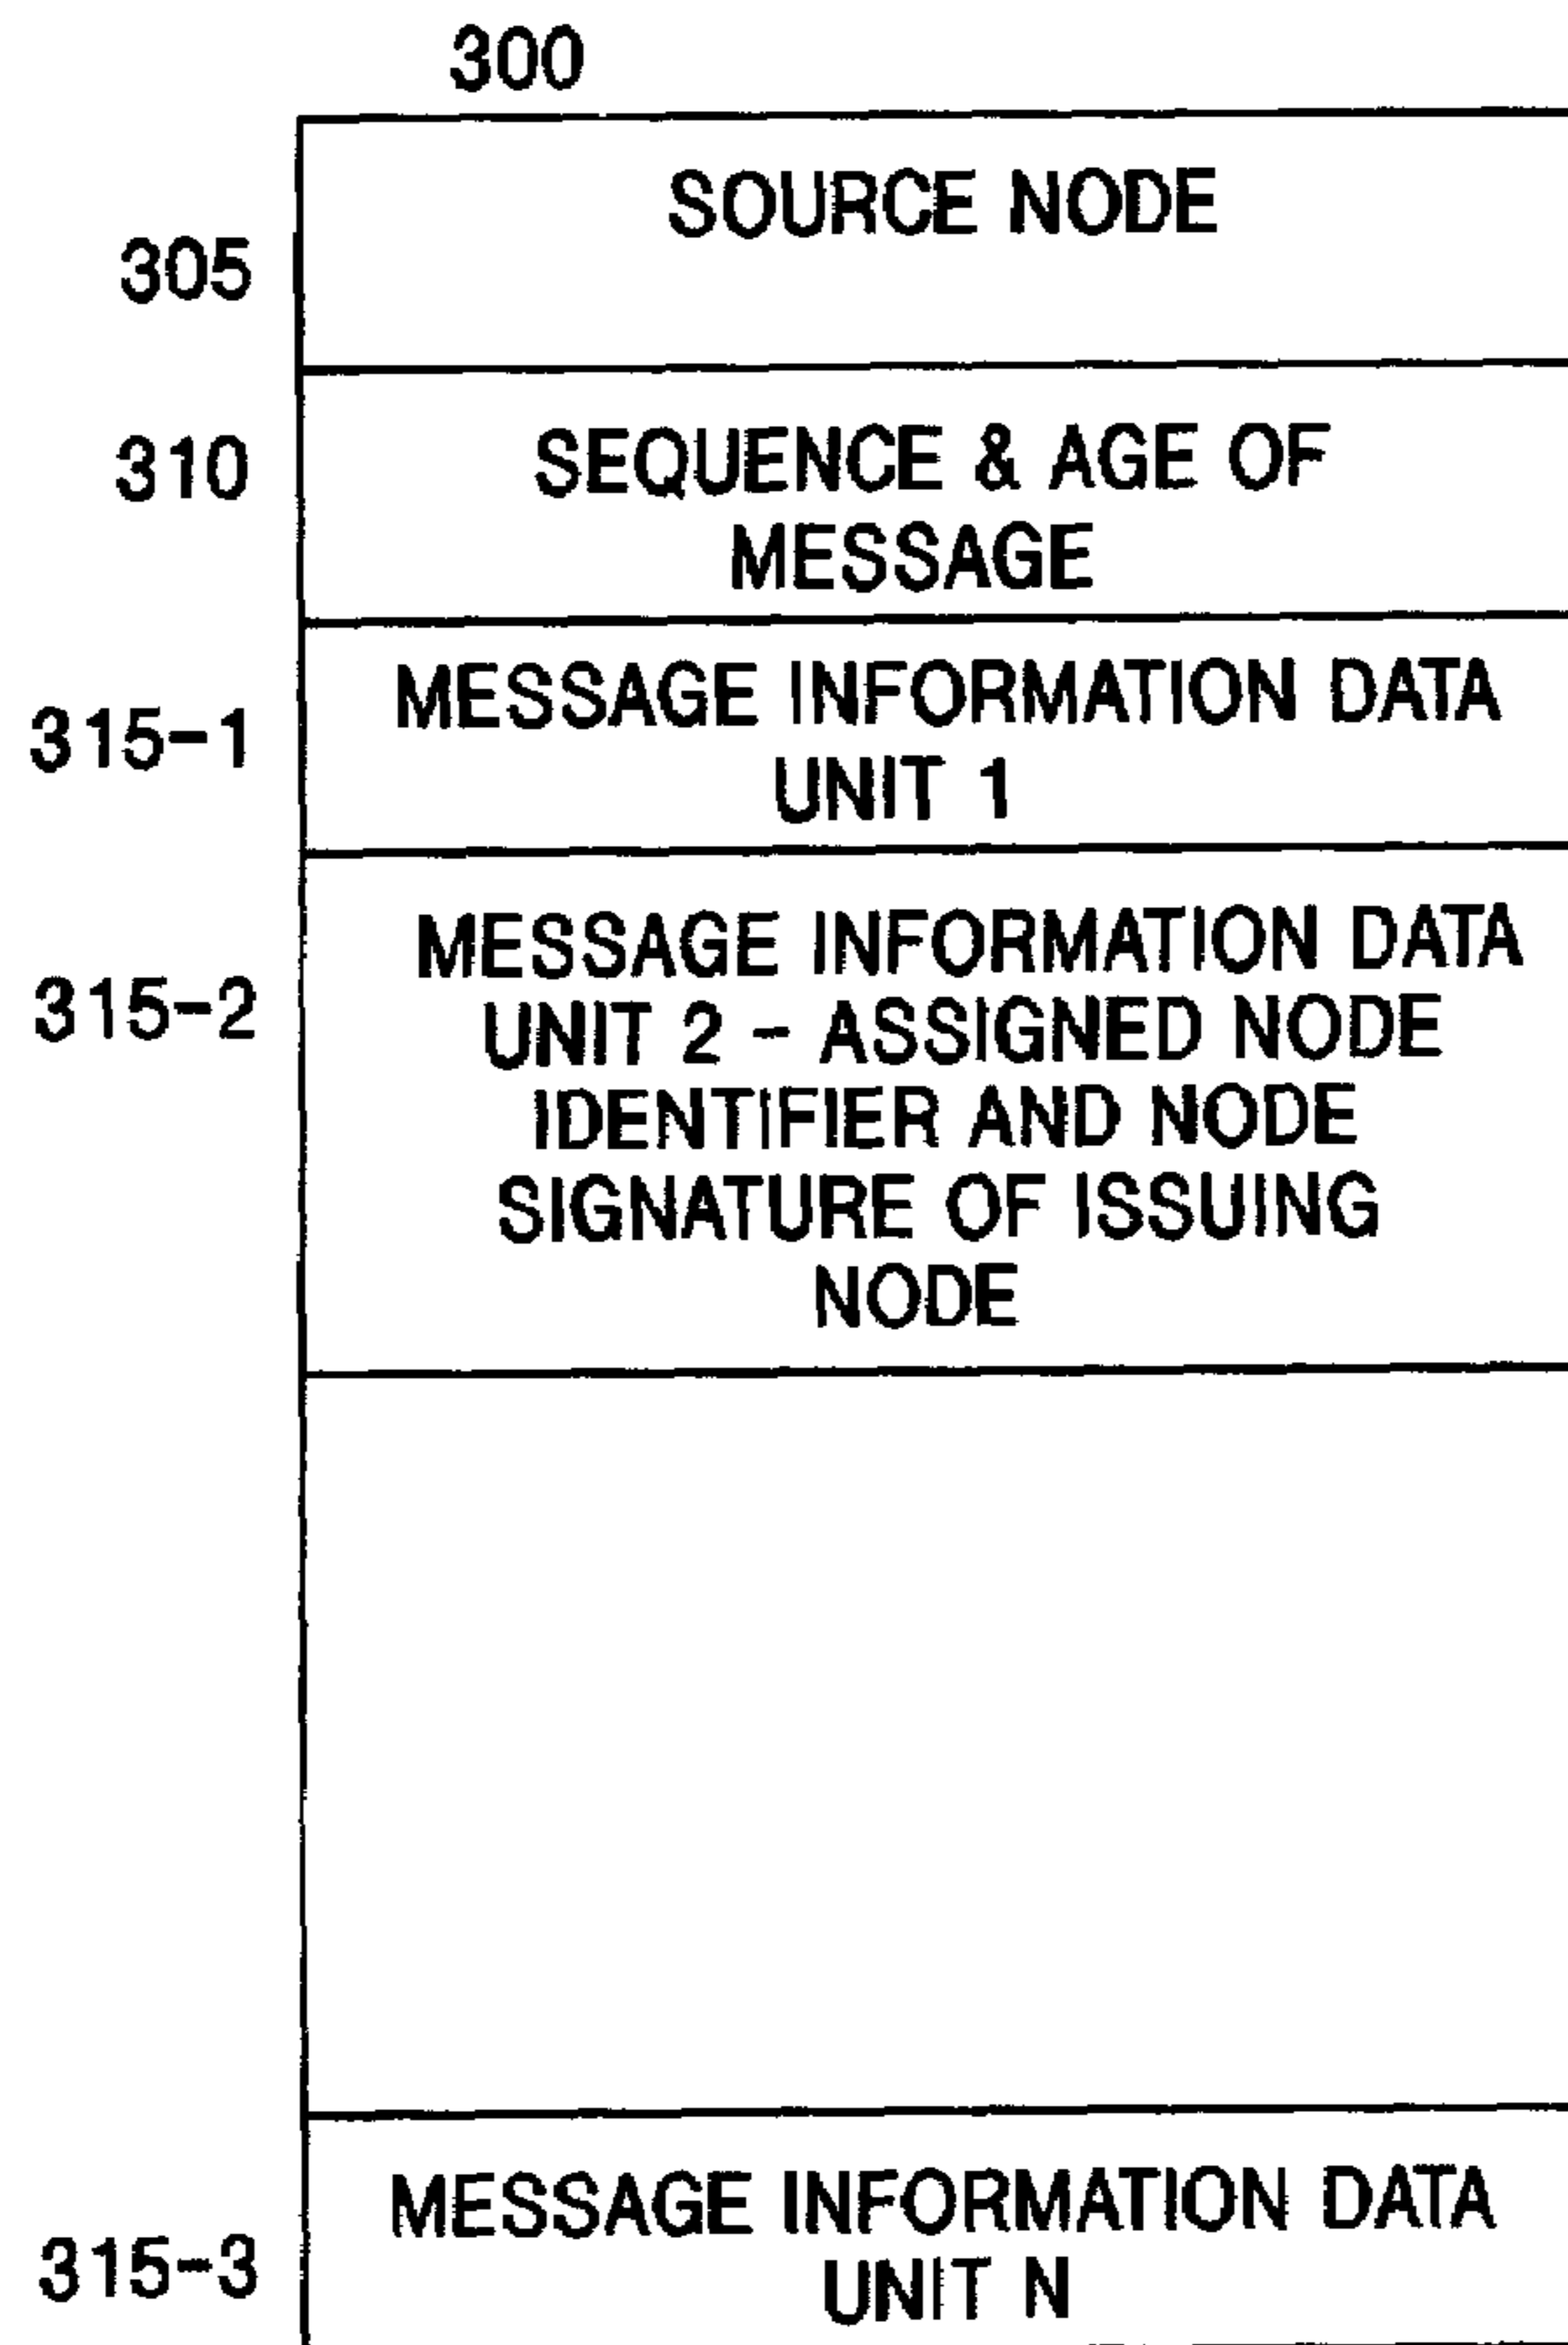 300
SOURCE NODE
305
310
SEQUENCE & AGE OF
MESSAGE
315-1
MESSAGE INFORMATION DATA
UNIT 1
315-2
MESSAGE INFORMATION DATA
UNIT 2 - ASSIGNED NODE
IDENTIFIER AND NODE
SIGNATURE OF ISSUING
NODE
315-3
MESSAGE INFORMATION DATA
UNIT N